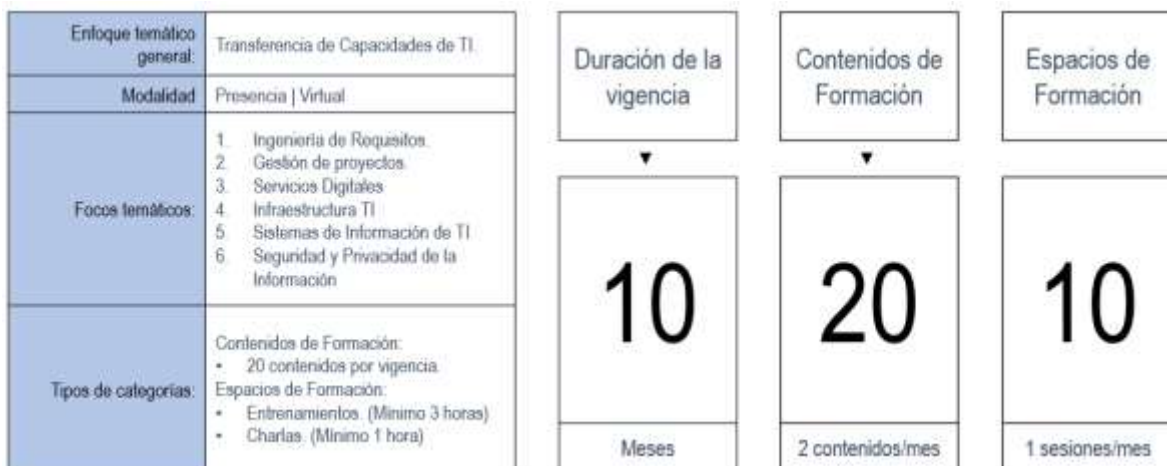 Enfoque temático
general:
Transferencia de Capacidades de TI.
Modalidad
Presencia | Virtual
Focos temáticos:
1. Ingeniería de Requisitos.
2. Gestión de proyectos.
3. Servicios Digitales
4. Infraestructura TI
5. Sistemas de Información de TI
6. Seguridad y Privacidad de la
Información
Tipos de categorías:
Contenidos de Formación:
• 20 contenidos por vigencia.
Espacios de Formación:
• Entrenamientos. (Mínimo 3 horas)
• Charlas. (Mínimo 1 hora)
Duración de la
vigencia
10
Meses
Contenidos de
Formación
20
2 contenidos/mes
Espacios de
Formación
10
1 sesiones/mes